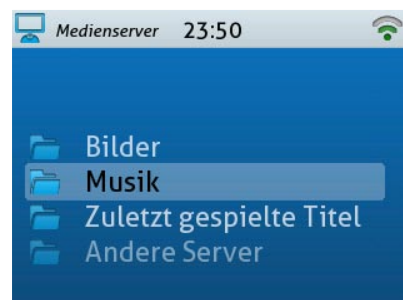 Medienserver 23:50
Bilder
Musik
Zuletzt gespielte Titel
Andere Server